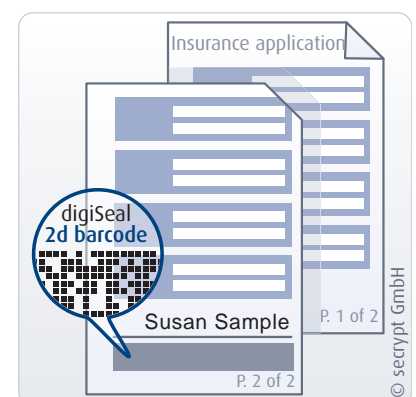 Insurance application
digiSeal
2d barcode
Susan Sample
P. 1 of 2
P. 2 of 2
© secrypt GmbH